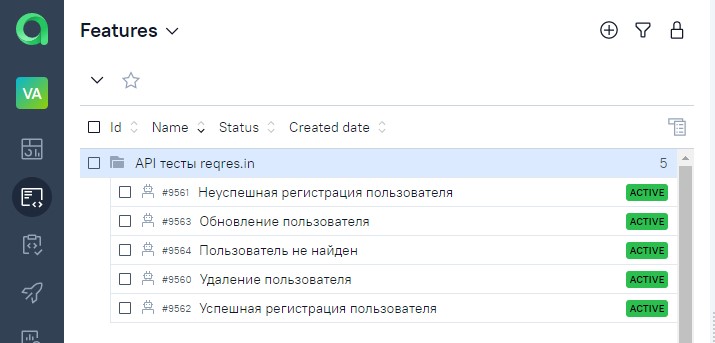 Features
VA
Id Name Status Created date
API тесты reqres.in 5
#9561 Неуспешная регистрация пользователя ACTIVE
#9563 Обновление пользователя ACTIVE
#9564 Пользователь не найден ACTIVE
#9560 Удаление пользователя ACTIVE
#9562 Успешная регистрация пользователя ACTIVE